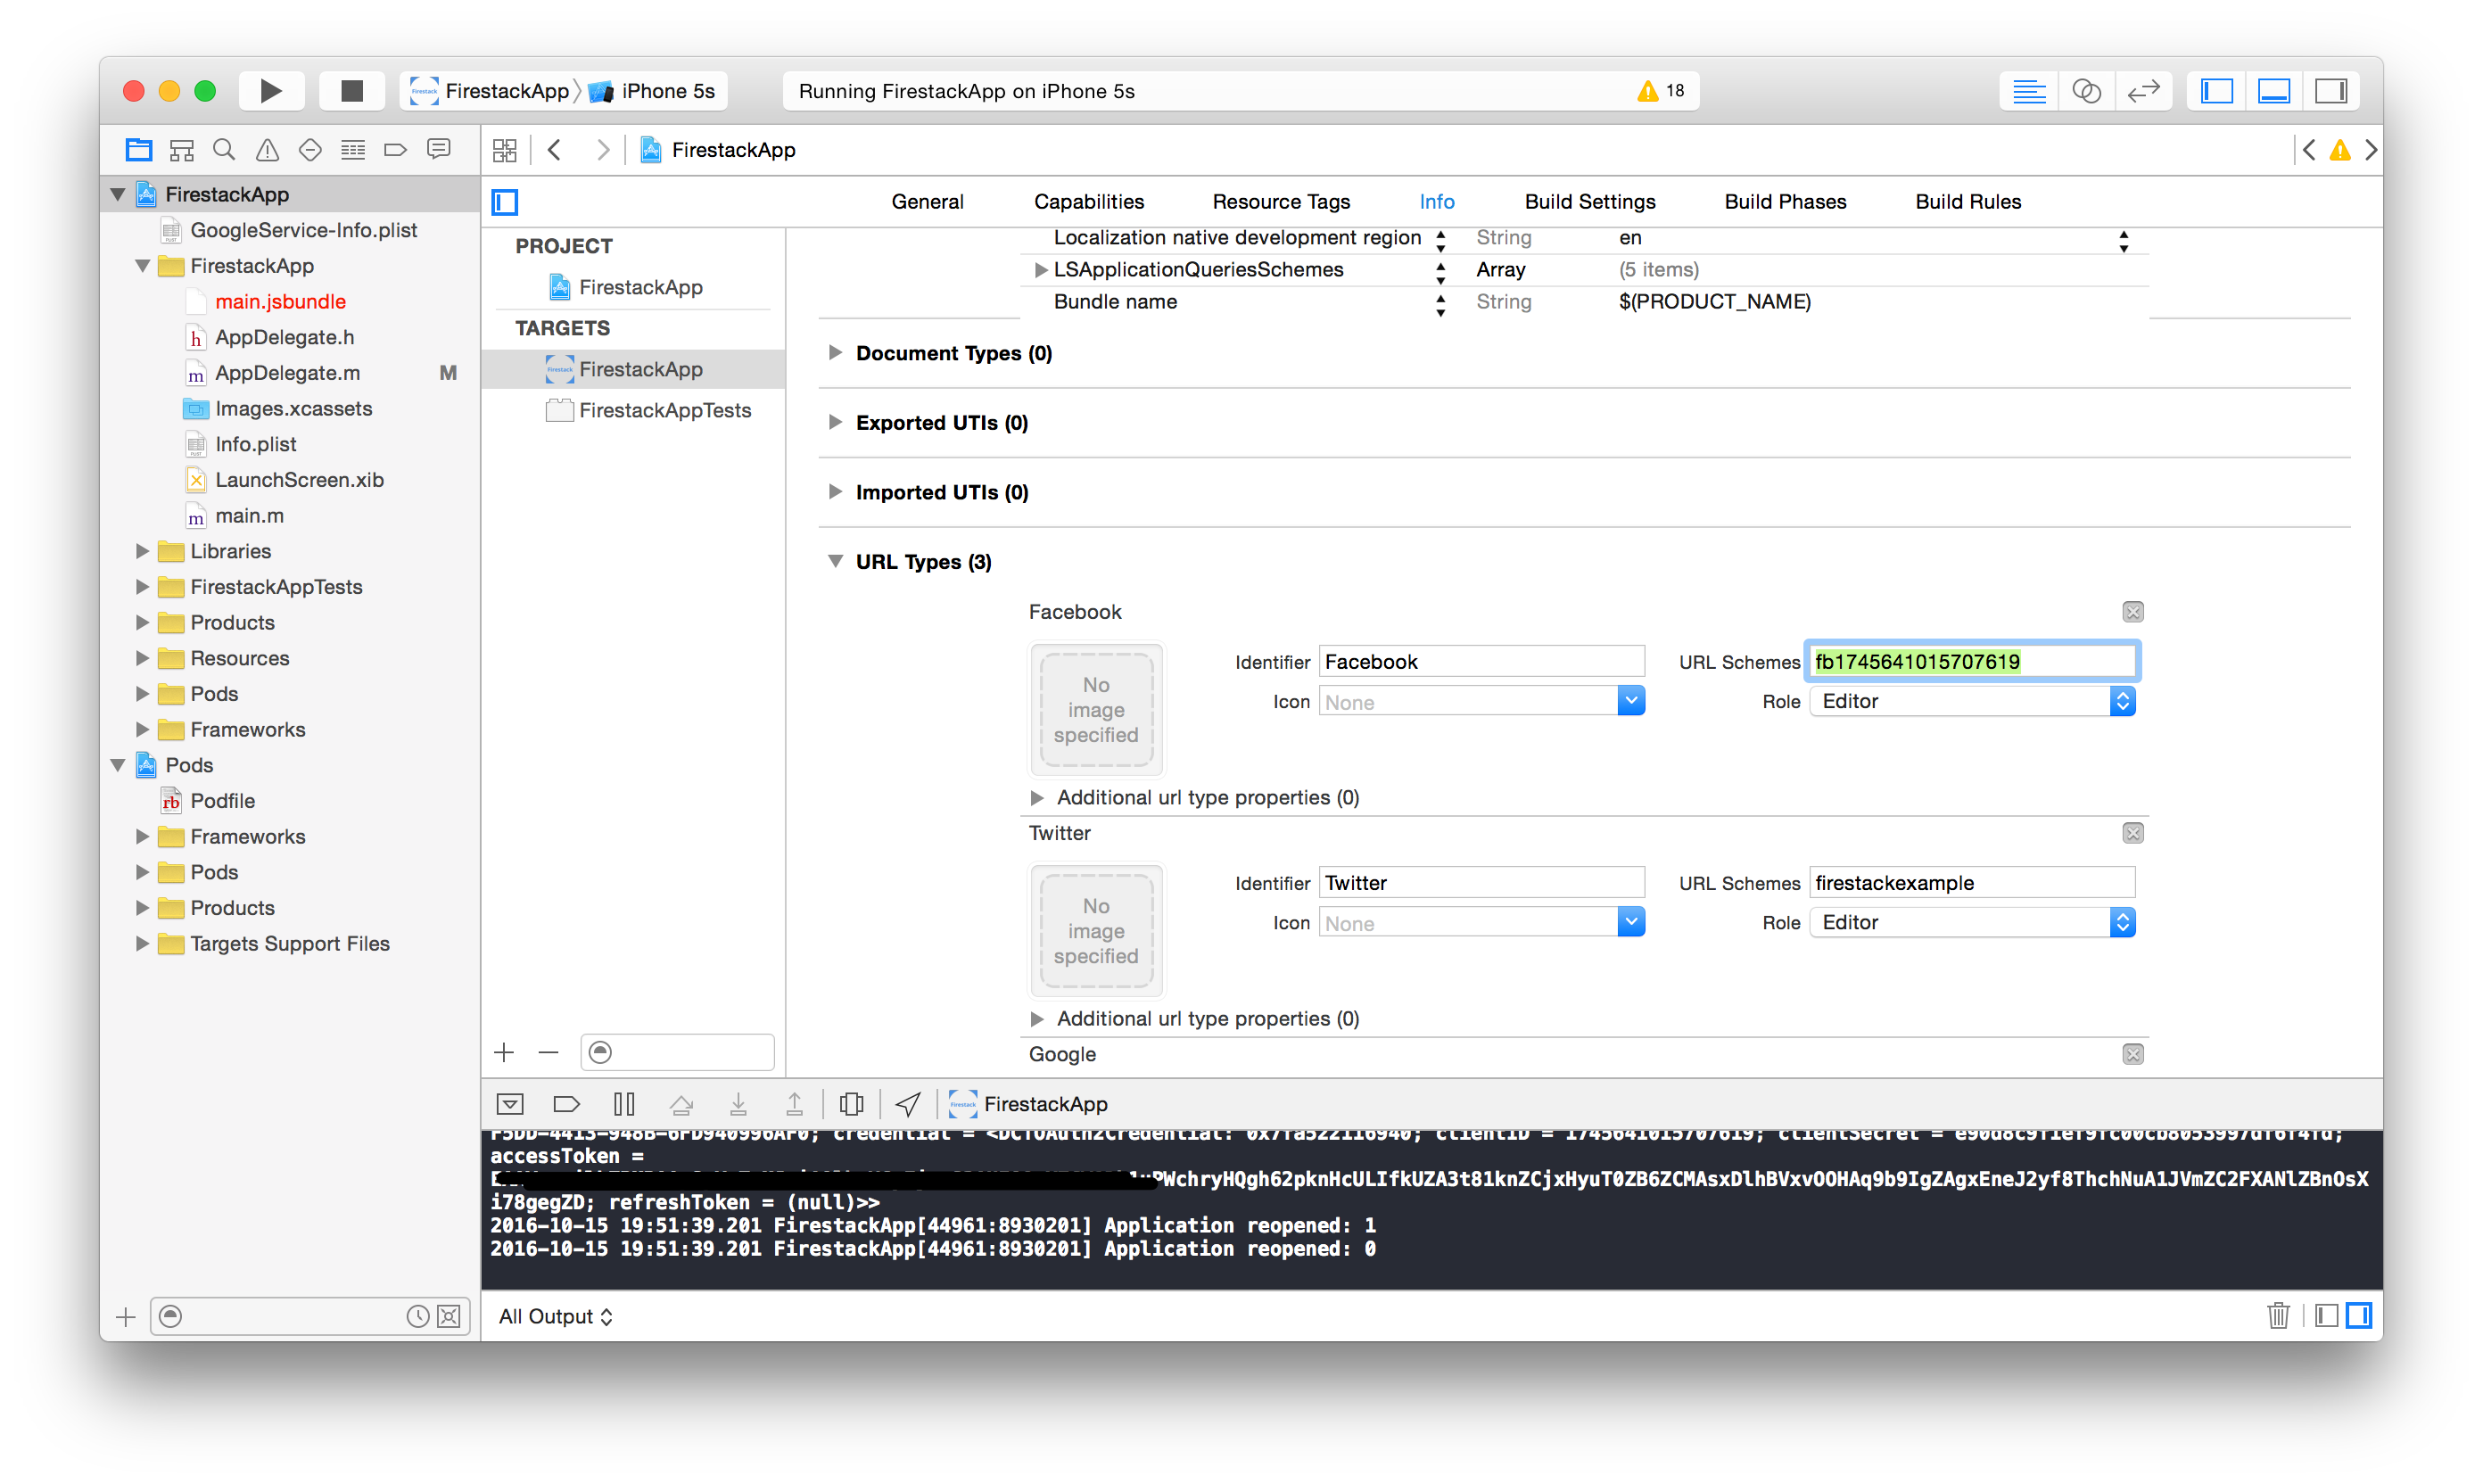 FirestackApp
iPhone 5s
Running FirestackApp on iPhone 5s
18
FirestackApp
FirestackApp
GoogleService-Info.plist
FirestackApp
main.jsbundle
AppDelegate.h
AppDelegate.m M
Images.xcassets
Info.plist
LaunchScreen.xib
main.m
Libraries
FirestackAppTests
Products
Resources
Pods
Frameworks
Pods
Podfile
Frameworks
Pods
Products
Targets Support Files
General Capabilities Resource Tags Info Build Settings Build Phases Build Rules
PROJECT
FirestackApp
TARGETS
FirestackApp
FirestackAppTests
Localization native development region String en
LSApplicationQueriesSchemes Array (5 items)
Bundle name String $(PRODUCT_NAME)
Document Types (0)
Exported UTIs (0)
Imported UTIs (0)
URL Types (3)
Facebook
No image specified
Identifier Facebook URL Schemes fb1745641015707619
Icon None Role Editor
Additional url type properties (0)
Twitter
No image specified
Identifier Twitter URL Schemes firestackexample
Icon None Role Editor
Additional url type properties (0)
Google
FirestackApp
accessToken =
PWchryHQgh62pknHcULIfkUZA3t81knZCjxHyuT0ZB6ZCMAsxDlhBVxvOOHAq9b9IgZAgxEneJ2yf8ThchNuA1JVmZC2FXANlZBnOsX
i78gegZD; refreshToken = (null)>>
2016-10-15 19:51:39.201 FirestackApp[44961:8930201] Application reopened: 1
2016-10-15 19:51:39.201 FirestackApp[44961:8930201] Application reopened: 0
All Output